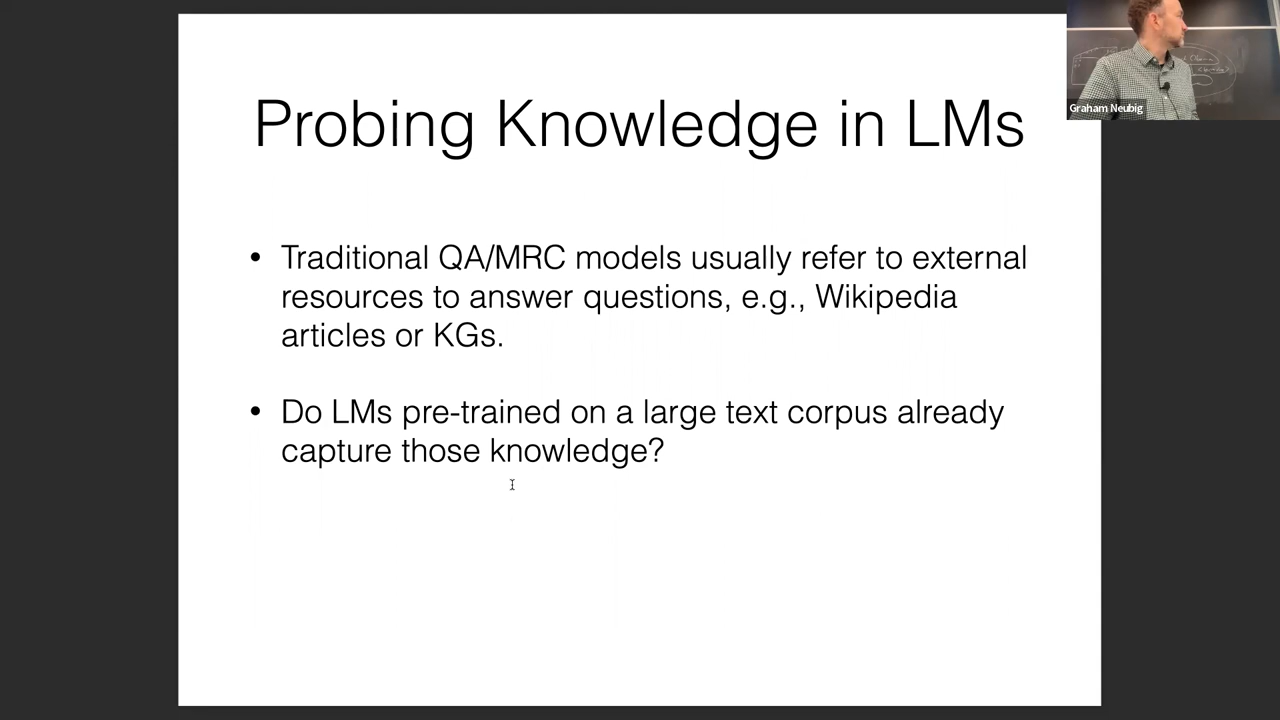 Probing Knowledge in LMs
• Traditional QA/MRC models usually refer to external
resources to answer questions, e.g., Wikipedia
articles or KGs.
• Do LMs pre-trained on a large text corpus already
capture those knowledge?
Graham Neubig